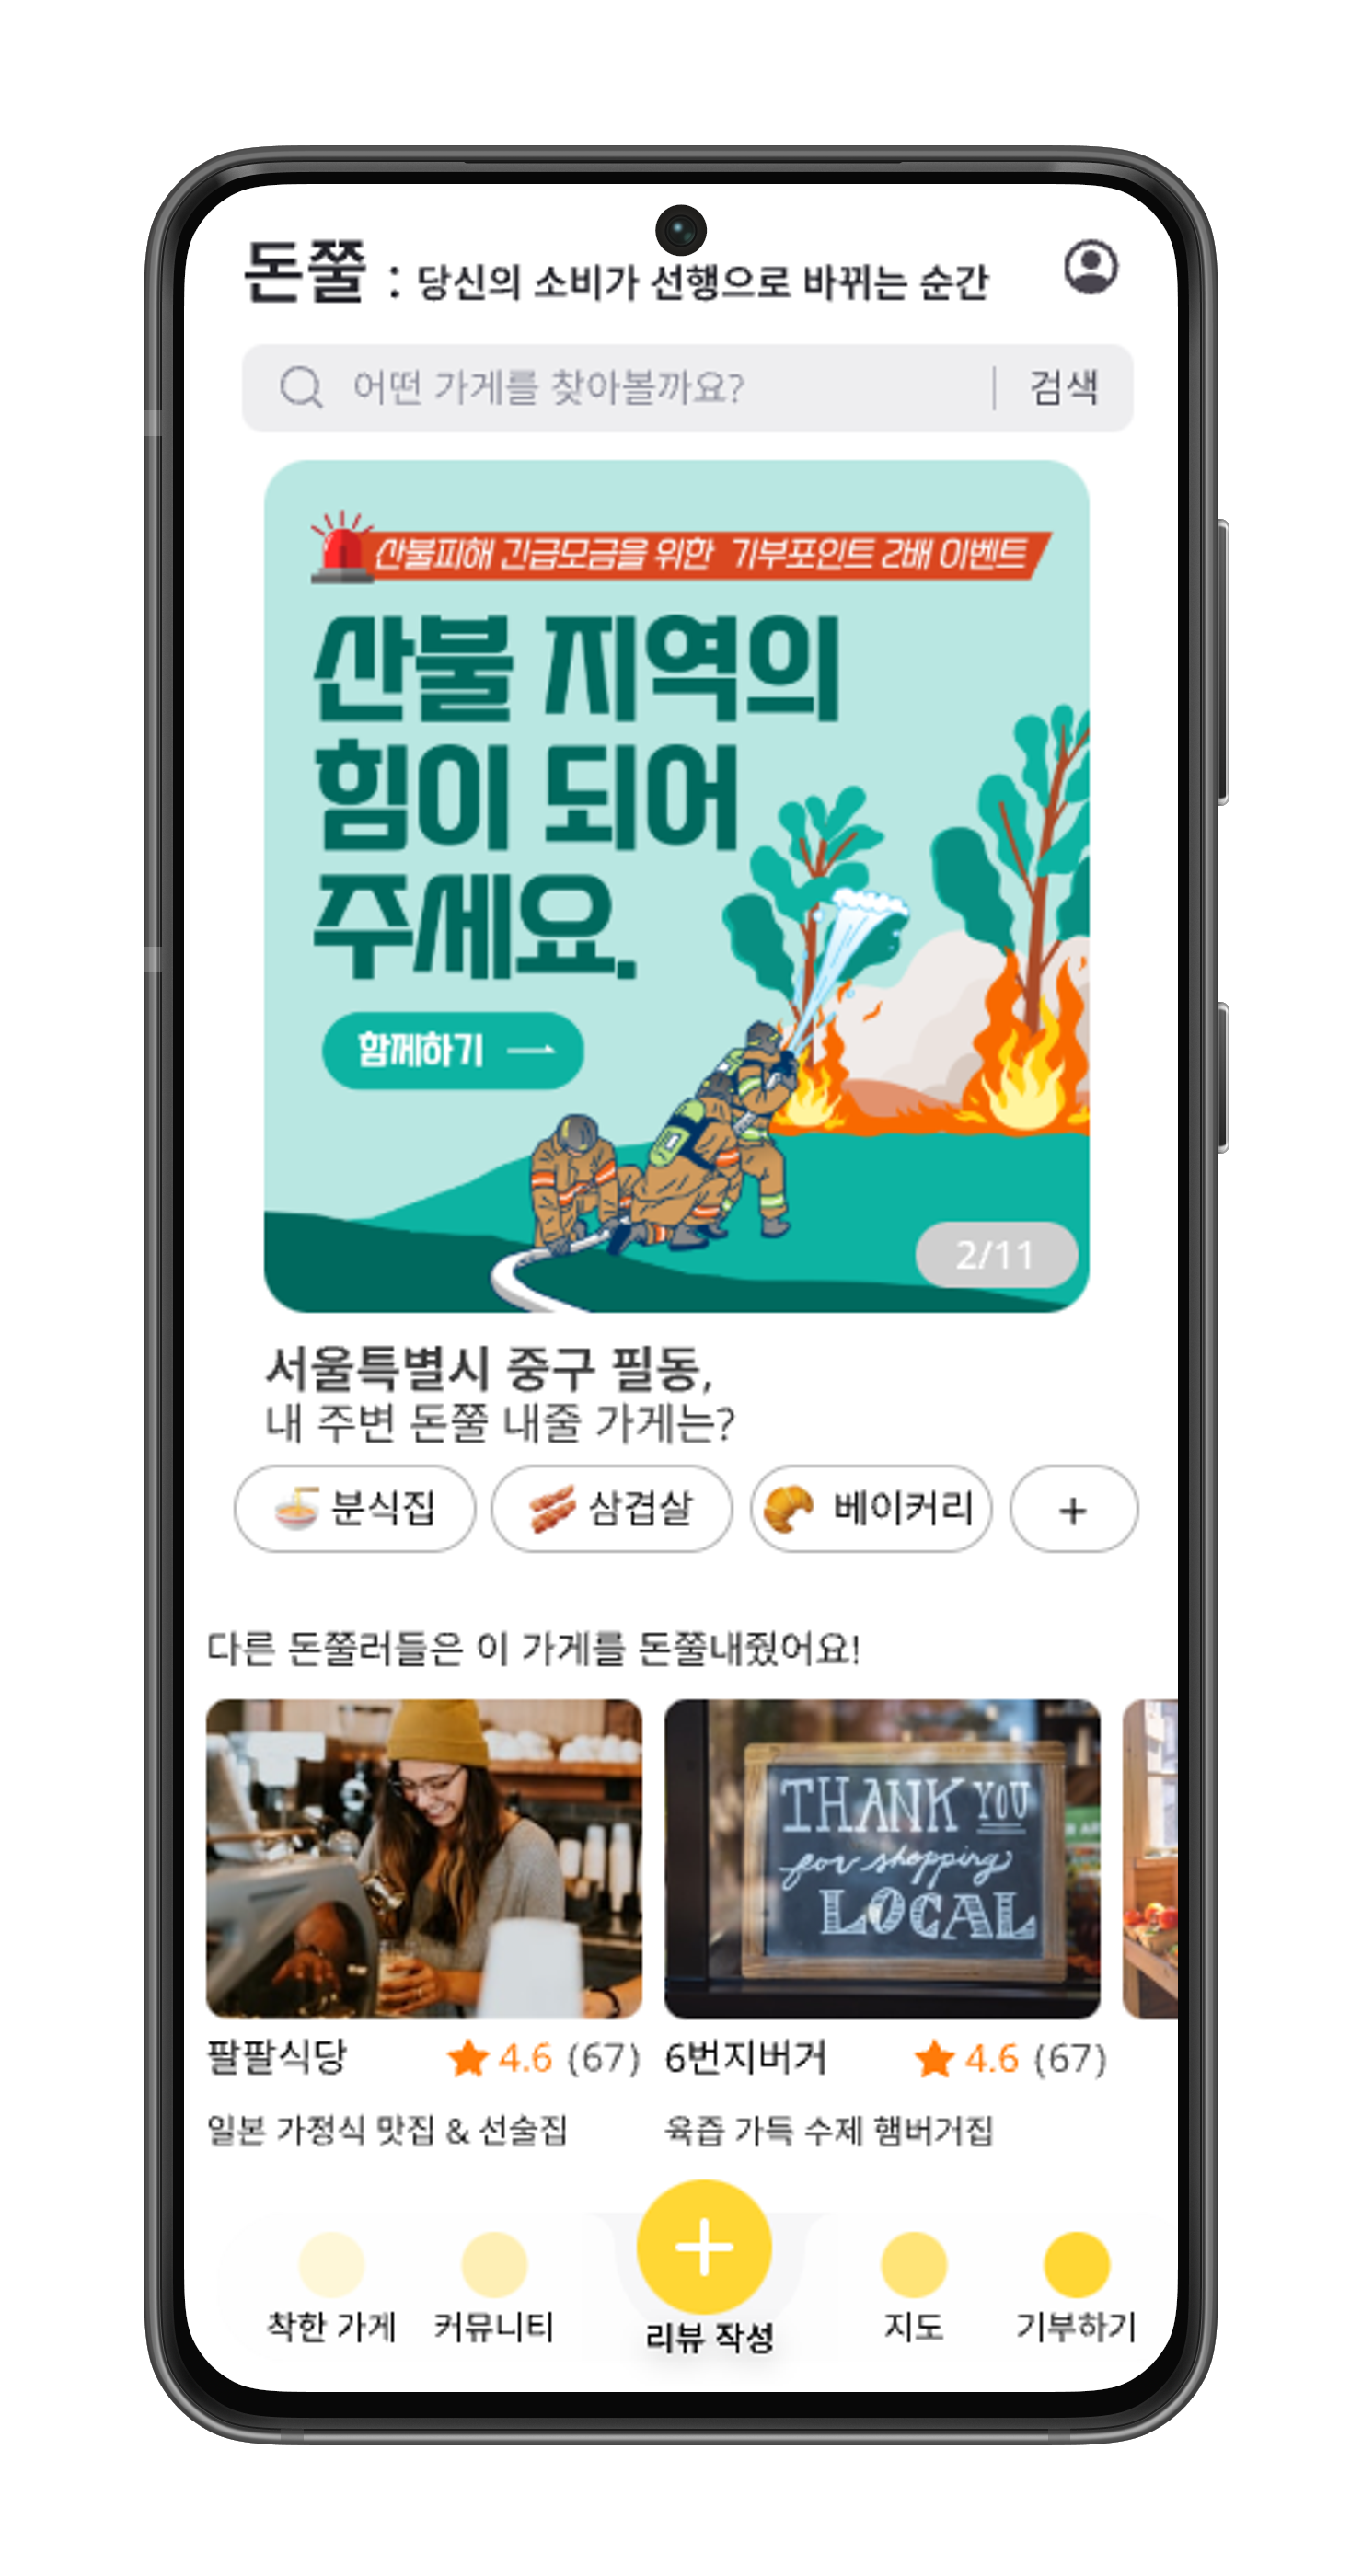 돈쭐 : 당신의 소비가 선행으로 바뀌는 순간
어떤 가게를 찾아볼까요?
검색
산불피해 긴급모금을 위한 기부포인트 2배 이벤트
산불 지역의
힘이 되어
주세요.
함께하기
2/11
서울특별시 중구 필동,
내 주변 돈쭐 내줄 가게는?
분식집
삼겹살
베이커리
+
다른 돈쭐러들은 이 가게를 돈쭐내줬어요!
THANK YOU
for shopping
LOCAL
팔팔식당
4.6 (67)
6번지버거
4.6 (67)
일본 가정식 맛집 & 선술집
육즙 가득 수제 햄버거집
착한 가게
커뮤니티
리뷰 작성
지도
기부하기